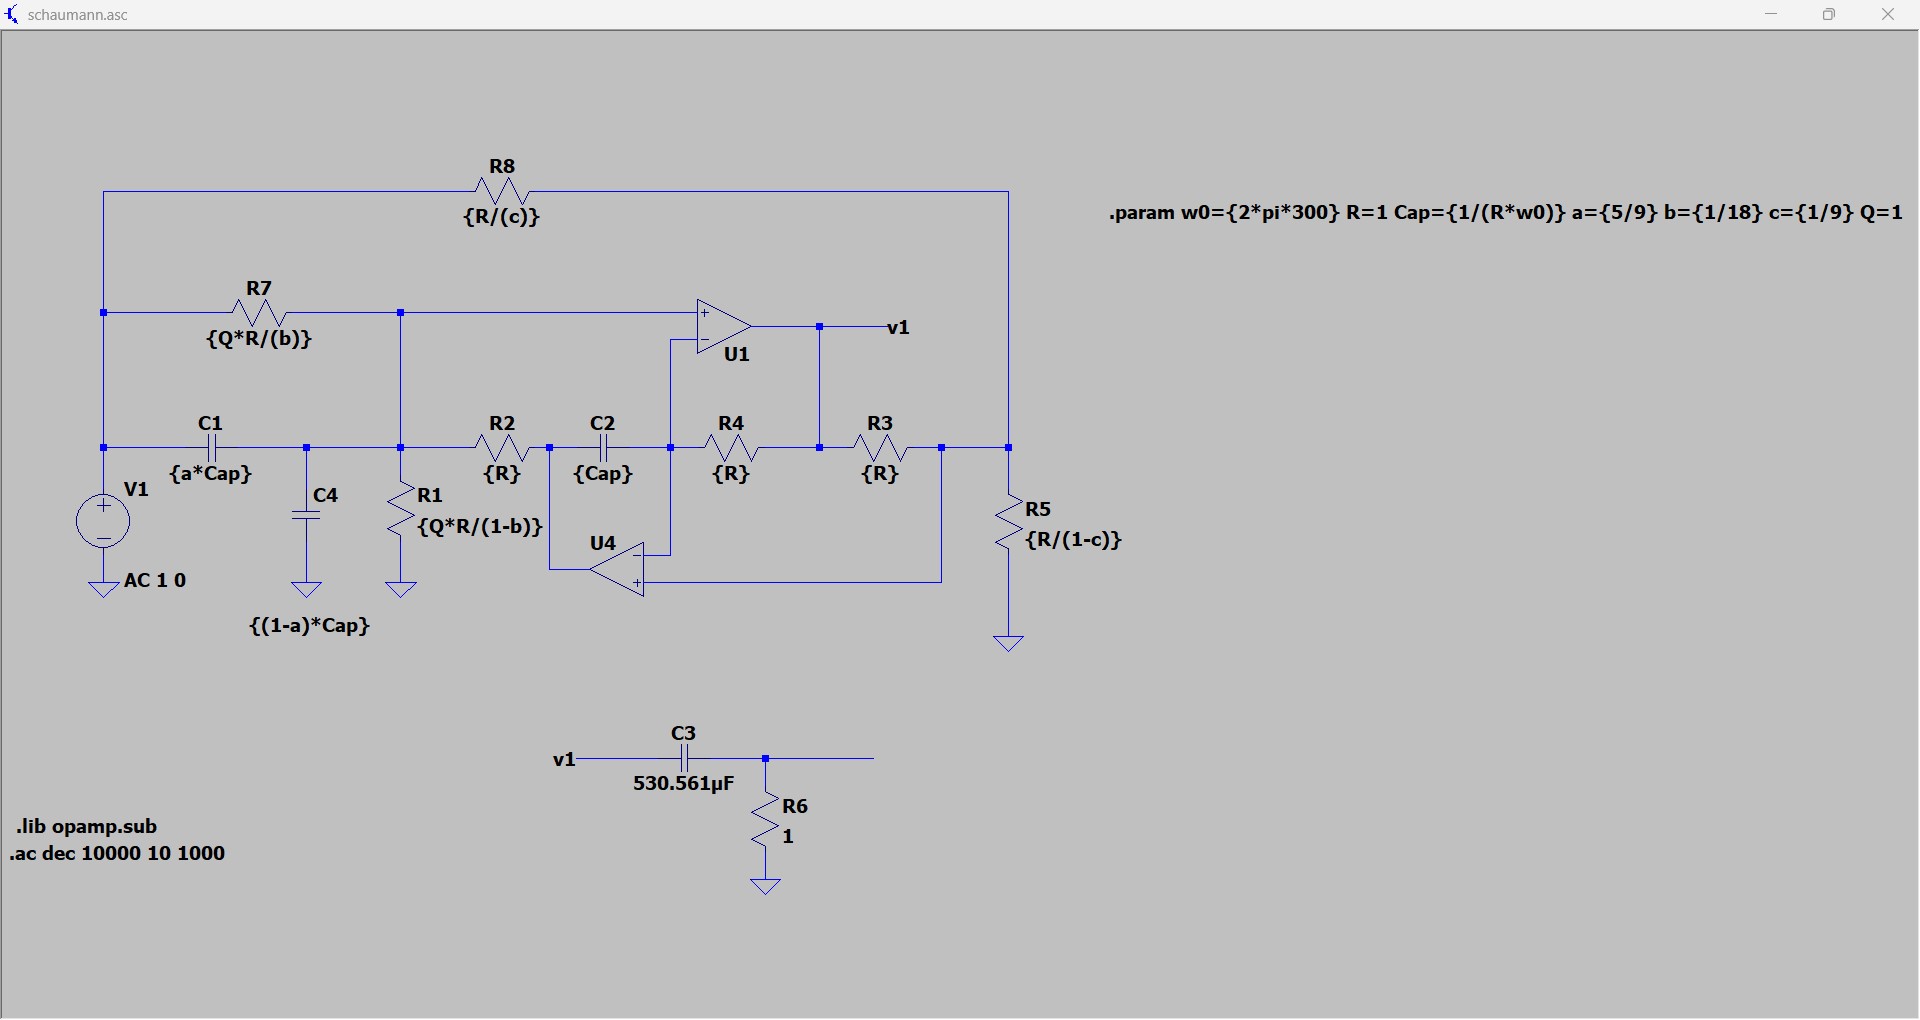 schaumann.asc
R8
{R/(c)}
.param w0={2*pi*300} R=1 Cap={1/(R*w0)} a={5/9} b={1/18} c={1/9} Q=1
R7
{Q*R/(b)}
+
−
v1
U1
C1
R2
C2
R4
R3
{a*Cap}
{R}
{Cap}
{R}
{R}
V1
+
−
C4
R1
R5
{Q*R/(1-b)}
{R/(1-c)}
U4
−
+
AC 1 0
{(1-a)*Cap}
C3
v1
530.561µF
R6
1
.lib opamp.sub
.ac dec 10000 10 1000